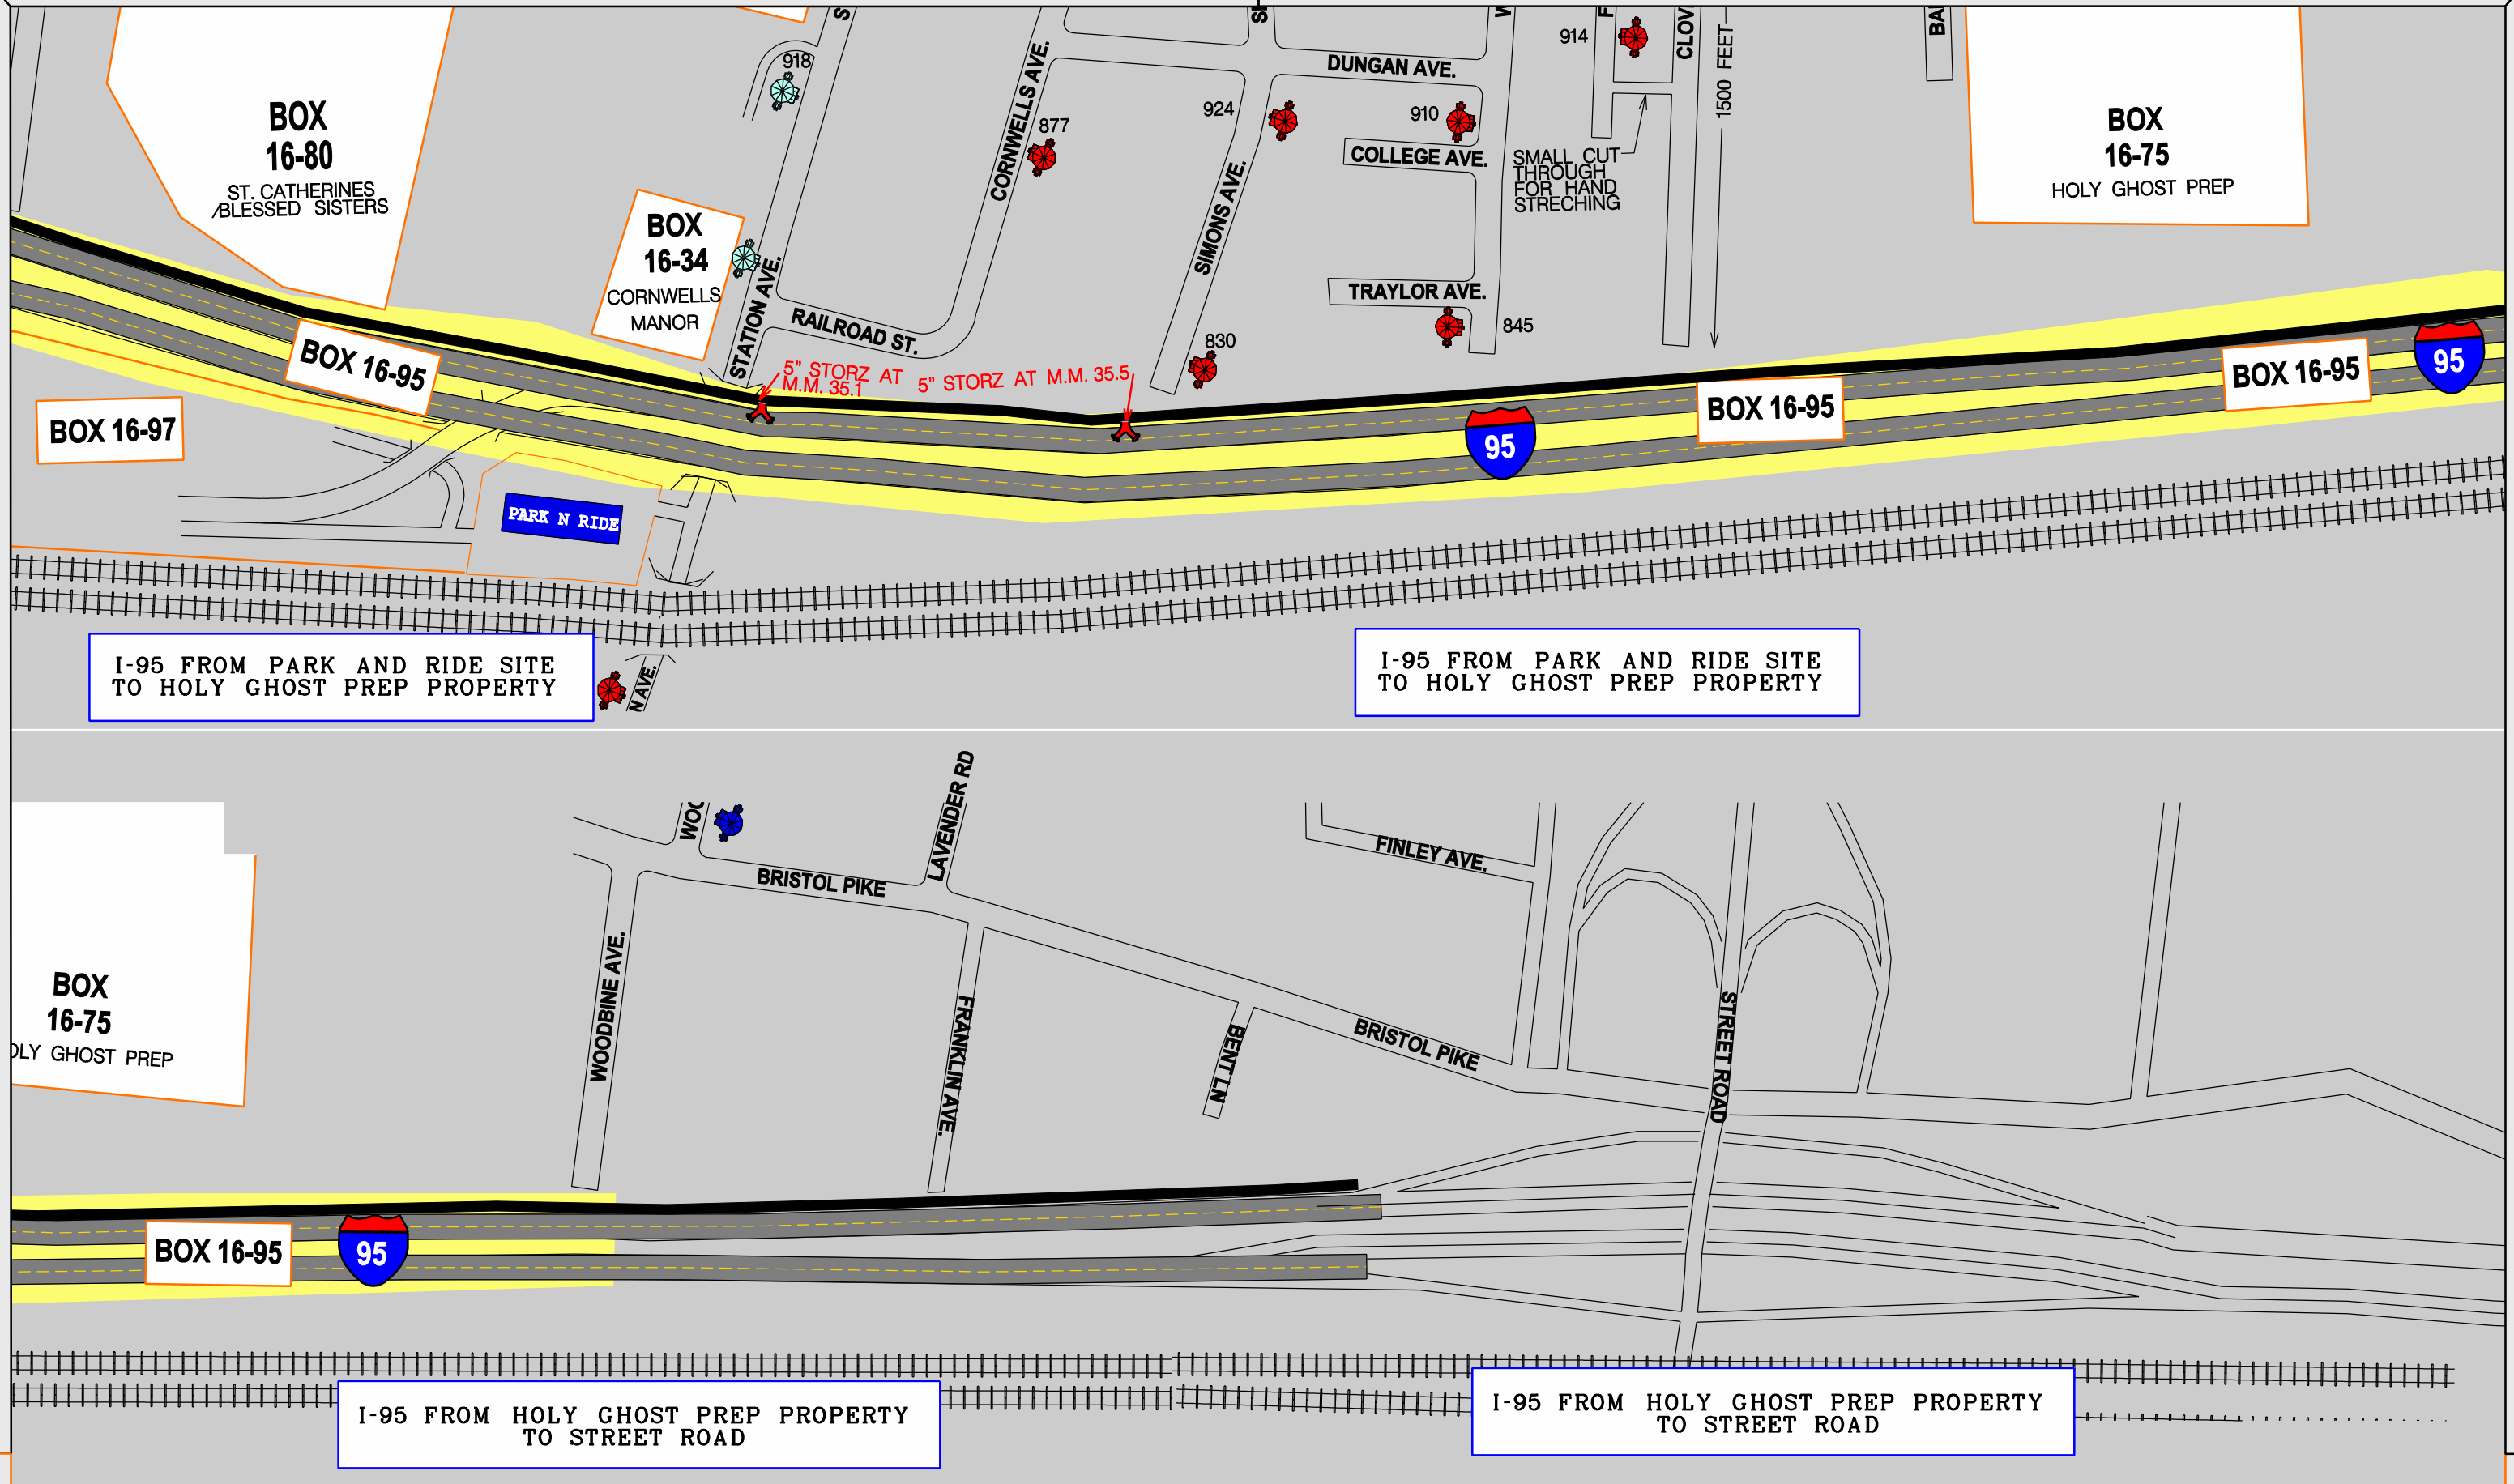 918
914
CLOV
1500 FEET
BA
DUNGAN AVE.
CORNWELLS AVE.
877
924
910
COLLEGE AVE.
SMALL CUT
THROUGH
FOR HAND
STRECHING
BOX
16-80
ST. CATHERINES
/BLESSED SISTERS
BOX
16-75
HOLY GHOST PREP
BOX
16-34
CORNWELLS
MANOR
STATION AVE.
SIMONS AVE.
RAILROAD ST.
TRAYLOR AVE.
845
830
5" STORZ AT
M.M. 35.1
5" STORZ AT M.M. 35.5
BOX 16-95
BOX 16-97
95
BOX 16-95
BOX 16-95
95
PARK N RIDE
N AVE.
I-95 FROM PARK AND RIDE SITE
TO HOLY GHOST PREP PROPERTY
I-95 FROM PARK AND RIDE SITE
TO HOLY GHOST PREP PROPERTY
WOO
LAVENDER RD
BRISTOL PIKE
FINLEY AVE.
BOX
16-75
OLY GHOST PREP
WOODBINE AVE.
FRANKLIN AVE.
BENT LN
BRISTOL PIKE
STREET ROAD
BOX 16-95
95
I-95 FROM HOLY GHOST PREP PROPERTY
TO STREET ROAD
I-95 FROM HOLY GHOST PREP PROPERTY
TO STREET ROAD